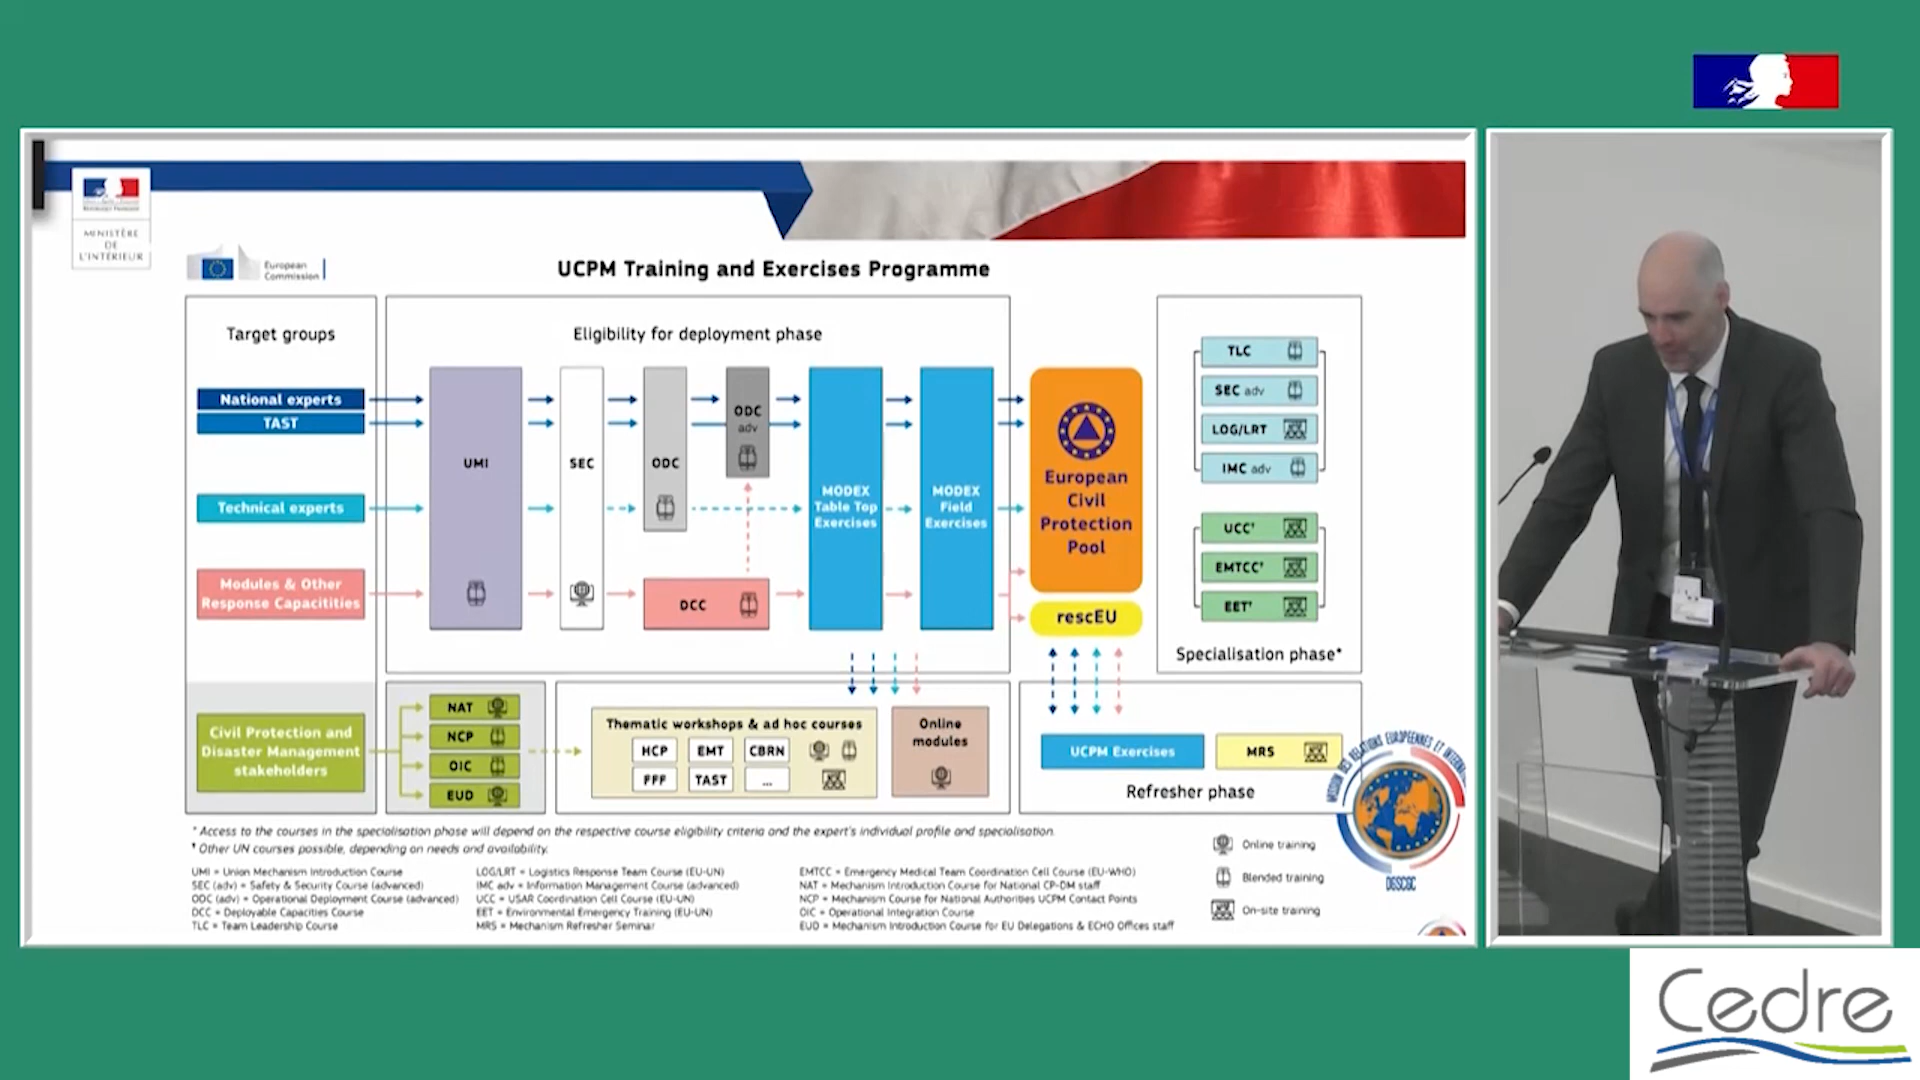 MINISTÈRE
DE
L'INTÉRIEUR
European
Commission
UCPM Training and Exercises Programme
Target groups
Eligibility for deployment phase
National experts
TAST
Technical experts
Modules & Other
Response Capacitities
UMI
SEC
ODC
ODC
adv
DCC
MODEX
Table Top
Exercises
MODEX
Field
Exercises
European
Civil
Protection
Pool
rescEU
TLC
SEC adv
LOG/LRT
IMC adv
UCC†
EMTCC†
EET†
Specialisation phase*
Civil Protection and
Disaster Management
stakeholders
NAT
NCP
OIC
EUD
Thematic workshops & ad hoc courses
HCP EMT CBRN
FFF TAST ...
Online
modules
UCPM Exercises
MRS
Refresher phase
* Access to the courses in the specialisation phase will depend on the respective course eligibility criteria and the expert's individual profile and specialisation.
† Other UN courses possible, depending on needs and availability.
UMI = Union Mechanism Introduction Course
SEC (adv) = Safety & Security Course (advanced)
ODC (adv) = Operational Deployment Course (advanced)
DCC = Deployable Capacities Course
TLC = Team Leadership Course
LOG/LRT = Logistics Response Team Course (EU-UN)
IMC adv = Information Management Course (advanced)
UCC = USAR Coordination Cell Course (EU-UN)
EET = Environmental Emergency Training (EU-UN)
MRS = Mechanism Refresher Seminar
EMTCC = Emergency Medical Team Coordination Cell Course (EU-WHO)
NAT = Mechanism Introduction Course for National CP-DM staff
NCP = Mechanism Course for National Authorities UCPM Contact Points
OIC = Operational Integration Course
EUD = Mechanism Introduction Course for EU Delegations & ECHO Offices staff
Online training
Blended training
On-site training
DGSCGC
Cedre